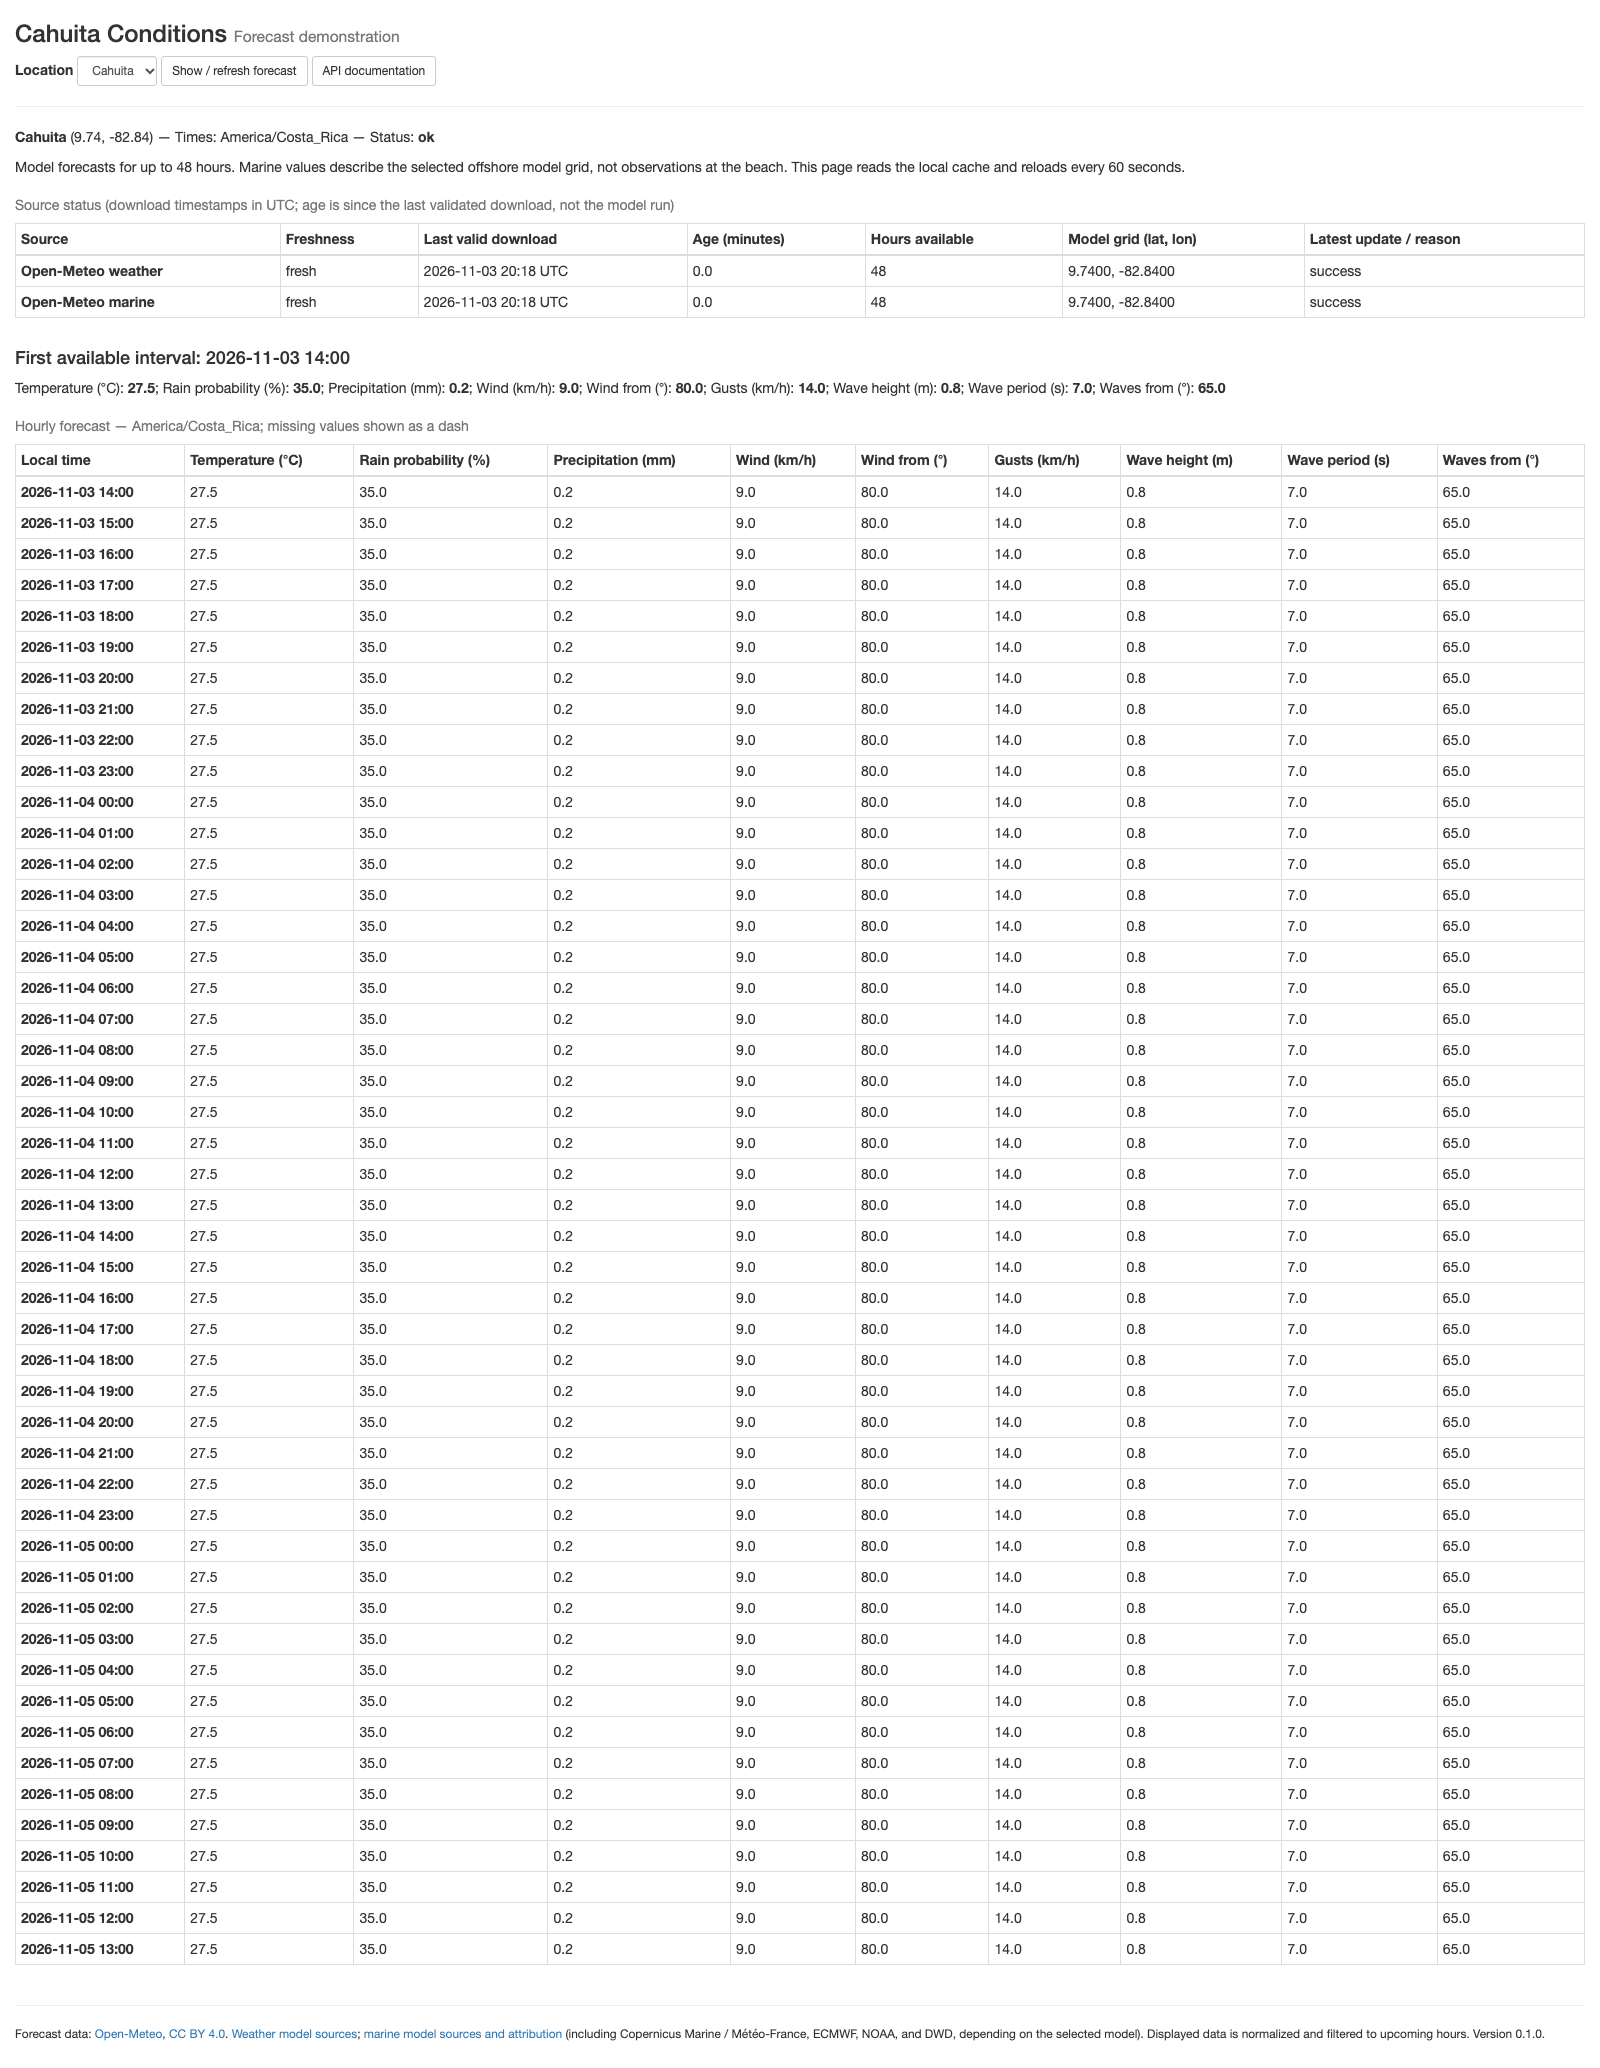 Cahuita Conditions Forecast demonstration
Location Cahuita Show / refresh forecast API documentation
Cahuita (9.74, -82.84) — Times: America/Costa_Rica — Status: ok
Model forecasts for up to 48 hours. Marine values describe the selected offshore model grid, not observations at the beach. This page reads the local cache and reloads every 60 seconds.
Source status (download timestamps in UTC; age is since the last validated download, not the model run)
Source Freshness Last valid download Age (minutes) Hours available Model grid (lat, lon) Latest update / reason
Open-Meteo weather fresh 2026-11-03 20:18 UTC 0.0 48 9.7400, -82.8400 success
Open-Meteo marine fresh 2026-11-03 20:18 UTC 0.0 48 9.7400, -82.8400 success
First available interval: 2026-11-03 14:00
Temperature (°C): 27.5; Rain probability (%): 35.0; Precipitation (mm): 0.2; Wind (km/h): 9.0; Wind from (°): 80.0; Gusts (km/h): 14.0; Wave height (m): 0.8; Wave period (s): 7.0; Waves from (°): 65.0
Hourly forecast — America/Costa_Rica; missing values shown as a dash
Local time Temperature (°C) Rain probability (%) Precipitation (mm) Wind (km/h) Wind from (°) Gusts (km/h) Wave height (m) Wave period (s) Waves from (°)
2026-11-03 14:00 27.5 35.0 0.2 9.0 80.0 14.0 0.8 7.0 65.0
2026-11-03 15:00 27.5 35.0 0.2 9.0 80.0 14.0 0.8 7.0 65.0
2026-11-03 16:00 27.5 35.0 0.2 9.0 80.0 14.0 0.8 7.0 65.0
2026-11-03 17:00 27.5 35.0 0.2 9.0 80.0 14.0 0.8 7.0 65.0
2026-11-03 18:00 27.5 35.0 0.2 9.0 80.0 14.0 0.8 7.0 65.0
2026-11-03 19:00 27.5 35.0 0.2 9.0 80.0 14.0 0.8 7.0 65.0
2026-11-03 20:00 27.5 35.0 0.2 9.0 80.0 14.0 0.8 7.0 65.0
2026-11-03 21:00 27.5 35.0 0.2 9.0 80.0 14.0 0.8 7.0 65.0
2026-11-03 22:00 27.5 35.0 0.2 9.0 80.0 14.0 0.8 7.0 65.0
2026-11-03 23:00 27.5 35.0 0.2 9.0 80.0 14.0 0.8 7.0 65.0
2026-11-04 00:00 27.5 35.0 0.2 9.0 80.0 14.0 0.8 7.0 65.0
2026-11-04 01:00 27.5 35.0 0.2 9.0 80.0 14.0 0.8 7.0 65.0
2026-11-04 02:00 27.5 35.0 0.2 9.0 80.0 14.0 0.8 7.0 65.0
2026-11-04 03:00 27.5 35.0 0.2 9.0 80.0 14.0 0.8 7.0 65.0
2026-11-04 04:00 27.5 35.0 0.2 9.0 80.0 14.0 0.8 7.0 65.0
2026-11-04 05:00 27.5 35.0 0.2 9.0 80.0 14.0 0.8 7.0 65.0
2026-11-04 06:00 27.5 35.0 0.2 9.0 80.0 14.0 0.8 7.0 65.0
2026-11-04 07:00 27.5 35.0 0.2 9.0 80.0 14.0 0.8 7.0 65.0
2026-11-04 08:00 27.5 35.0 0.2 9.0 80.0 14.0 0.8 7.0 65.0
2026-11-04 09:00 27.5 35.0 0.2 9.0 80.0 14.0 0.8 7.0 65.0
2026-11-04 10:00 27.5 35.0 0.2 9.0 80.0 14.0 0.8 7.0 65.0
2026-11-04 11:00 27.5 35.0 0.2 9.0 80.0 14.0 0.8 7.0 65.0
2026-11-04 12:00 27.5 35.0 0.2 9.0 80.0 14.0 0.8 7.0 65.0
2026-11-04 13:00 27.5 35.0 0.2 9.0 80.0 14.0 0.8 7.0 65.0
2026-11-04 14:00 27.5 35.0 0.2 9.0 80.0 14.0 0.8 7.0 65.0
2026-11-04 15:00 27.5 35.0 0.2 9.0 80.0 14.0 0.8 7.0 65.0
2026-11-04 16:00 27.5 35.0 0.2 9.0 80.0 14.0 0.8 7.0 65.0
2026-11-04 17:00 27.5 35.0 0.2 9.0 80.0 14.0 0.8 7.0 65.0
2026-11-04 18:00 27.5 35.0 0.2 9.0 80.0 14.0 0.8 7.0 65.0
2026-11-04 19:00 27.5 35.0 0.2 9.0 80.0 14.0 0.8 7.0 65.0
2026-11-04 20:00 27.5 35.0 0.2 9.0 80.0 14.0 0.8 7.0 65.0
2026-11-04 21:00 27.5 35.0 0.2 9.0 80.0 14.0 0.8 7.0 65.0
2026-11-04 22:00 27.5 35.0 0.2 9.0 80.0 14.0 0.8 7.0 65.0
2026-11-04 23:00 27.5 35.0 0.2 9.0 80.0 14.0 0.8 7.0 65.0
2026-11-05 00:00 27.5 35.0 0.2 9.0 80.0 14.0 0.8 7.0 65.0
2026-11-05 01:00 27.5 35.0 0.2 9.0 80.0 14.0 0.8 7.0 65.0
2026-11-05 02:00 27.5 35.0 0.2 9.0 80.0 14.0 0.8 7.0 65.0
2026-11-05 03:00 27.5 35.0 0.2 9.0 80.0 14.0 0.8 7.0 65.0
2026-11-05 04:00 27.5 35.0 0.2 9.0 80.0 14.0 0.8 7.0 65.0
2026-11-05 05:00 27.5 35.0 0.2 9.0 80.0 14.0 0.8 7.0 65.0
2026-11-05 06:00 27.5 35.0 0.2 9.0 80.0 14.0 0.8 7.0 65.0
2026-11-05 07:00 27.5 35.0 0.2 9.0 80.0 14.0 0.8 7.0 65.0
2026-11-05 08:00 27.5 35.0 0.2 9.0 80.0 14.0 0.8 7.0 65.0
2026-11-05 09:00 27.5 35.0 0.2 9.0 80.0 14.0 0.8 7.0 65.0
2026-11-05 10:00 27.5 35.0 0.2 9.0 80.0 14.0 0.8 7.0 65.0
2026-11-05 11:00 27.5 35.0 0.2 9.0 80.0 14.0 0.8 7.0 65.0
2026-11-05 12:00 27.5 35.0 0.2 9.0 80.0 14.0 0.8 7.0 65.0
2026-11-05 13:00 27.5 35.0 0.2 9.0 80.0 14.0 0.8 7.0 65.0
Forecast data: Open-Meteo, CC BY 4.0. Weather model sources; marine model sources and attribution (including Copernicus Marine / Météo-France, ECMWF, NOAA, and DWD, depending on the selected model). Displayed data is normalized and filtered to upcoming hours. Version 0.1.0.